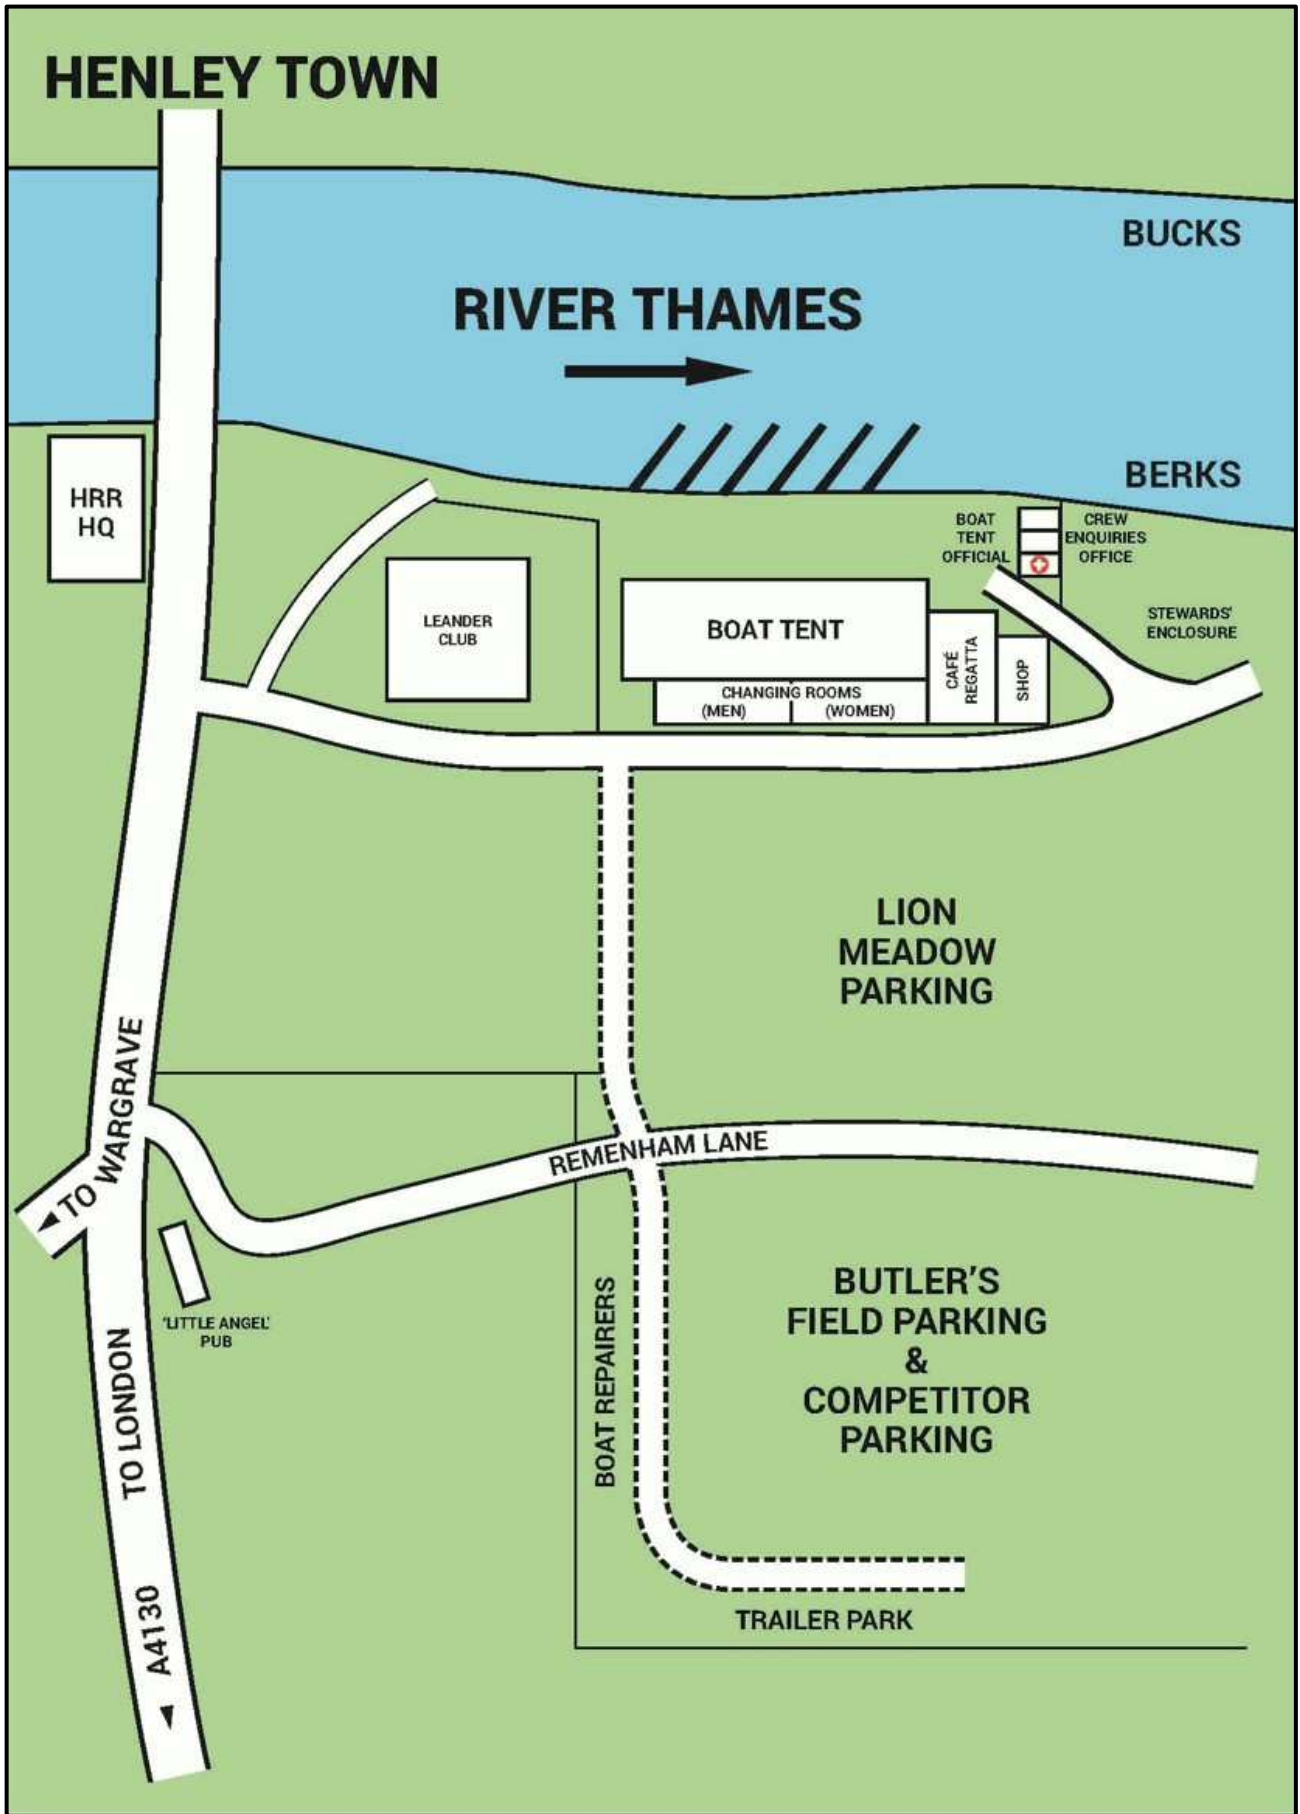 HENLEY TOWN
BUCKS
RIVER THAMES
BERKS
HRR
HQ
BOAT
TENT
OFFICIAL
CREW
ENQUIRIES
OFFICE
LEANDER
CLUB
BOAT TENT
STEWARDS'
ENCLOSURE
CAFÉ
REGATTA
SHOP
CHANGING ROOMS
(MEN)
(WOMEN)
LION
MEADOW
PARKING
TO WARGRAVE
REMENHAM LANE
'LITTLE ANGEL'
PUB
BUTLER'S
FIELD PARKING
&
COMPETITOR
PARKING
BOAT REPAIRERS
TO LONDON
A4130
TRAILER PARK